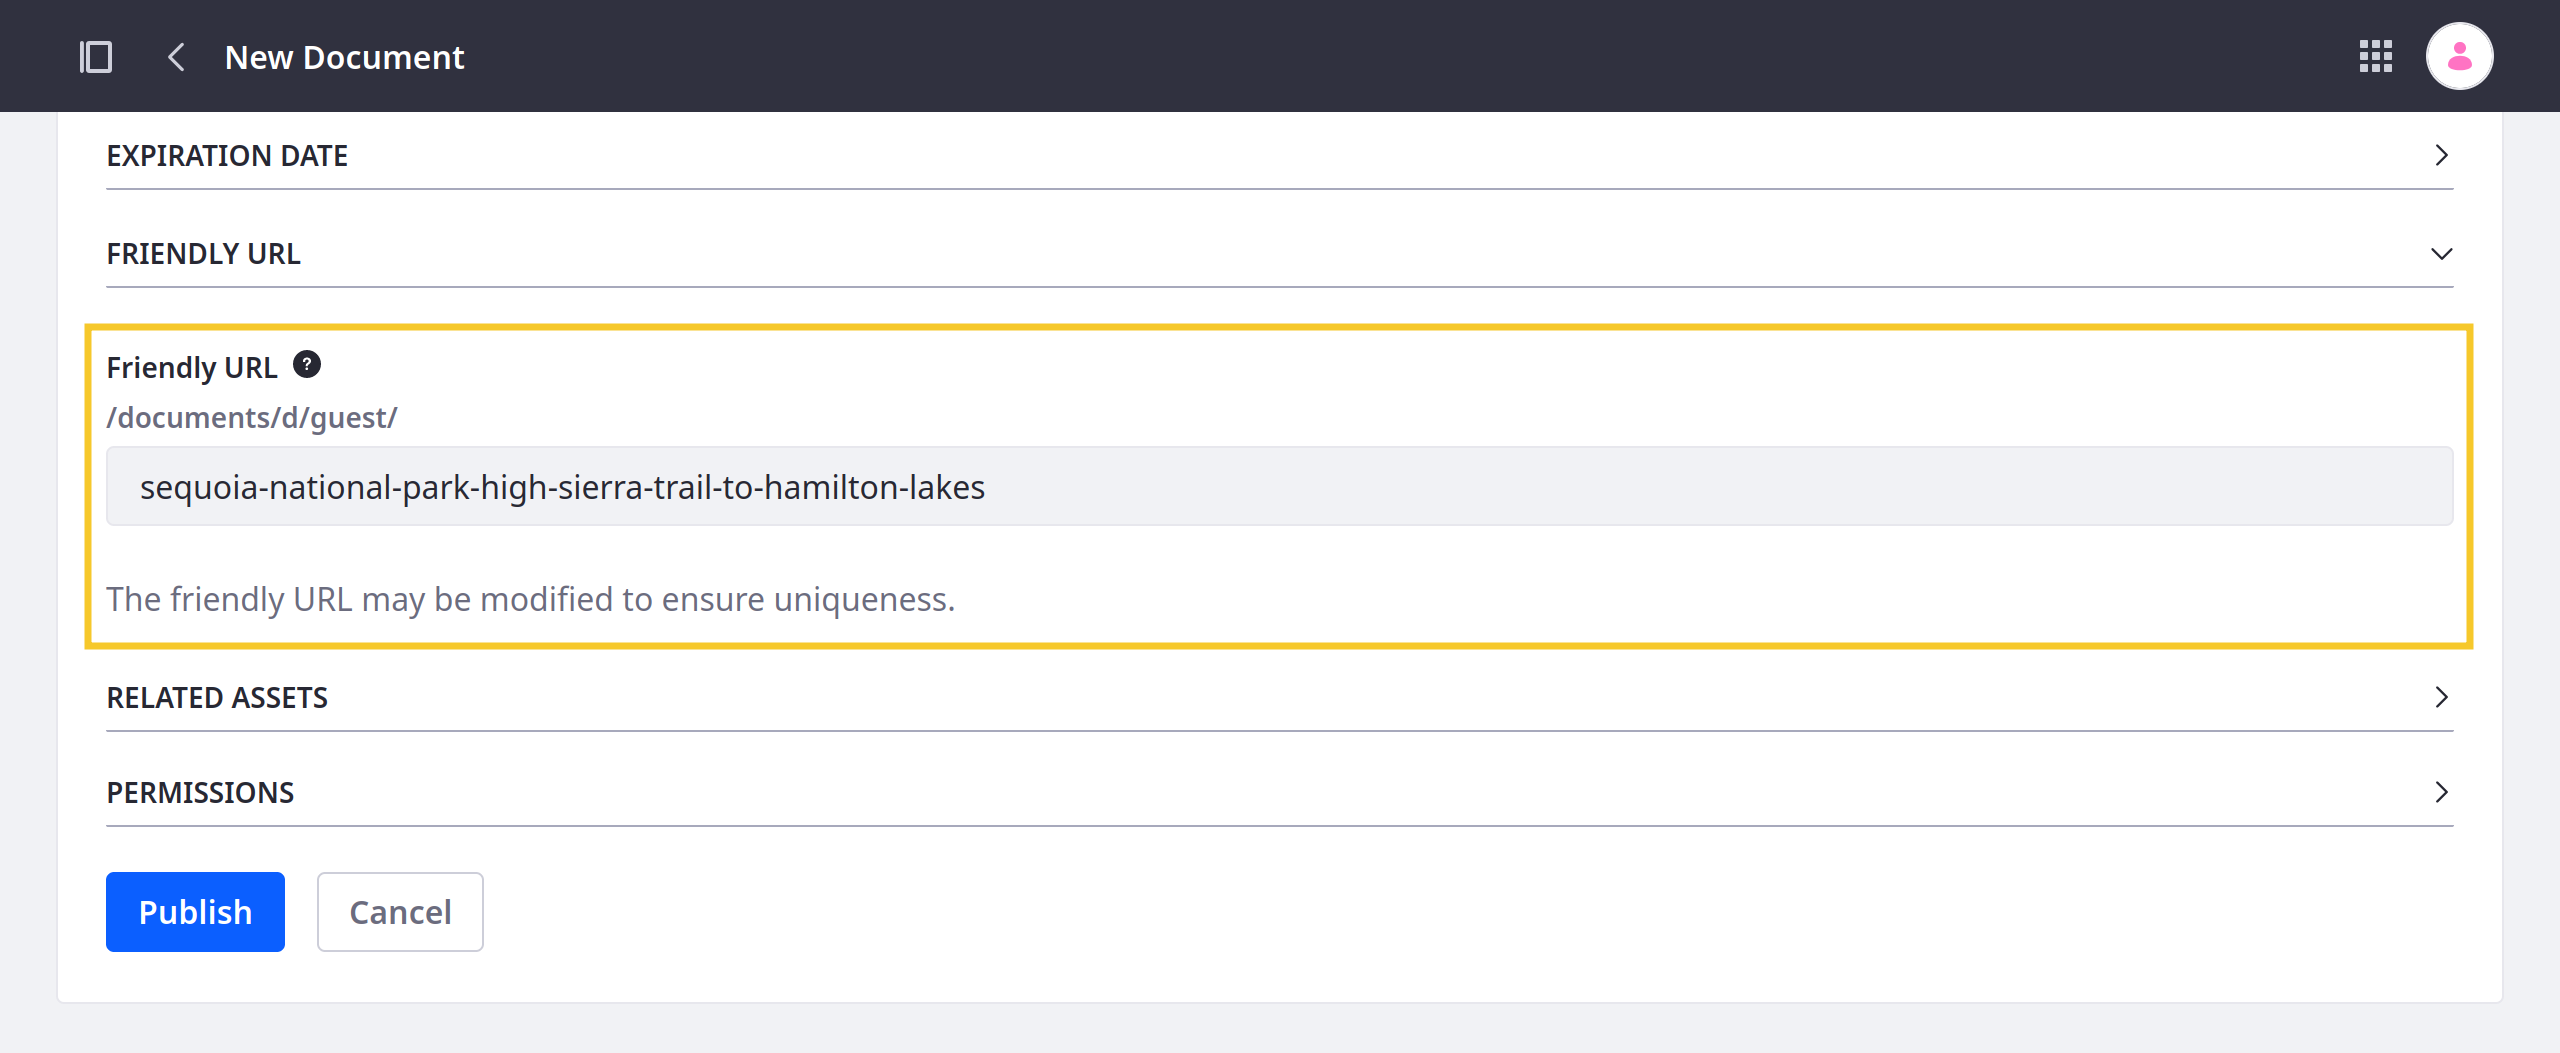 New Document
EXPIRATION DATE
FRIENDLY URL
Friendly URL ?
/documents/d/guest/
sequoia-national-park-high-sierra-trail-to-hamilton-lakes
The friendly URL may be modified to ensure uniqueness.
RELATED ASSETS
PERMISSIONS
Publish Cancel